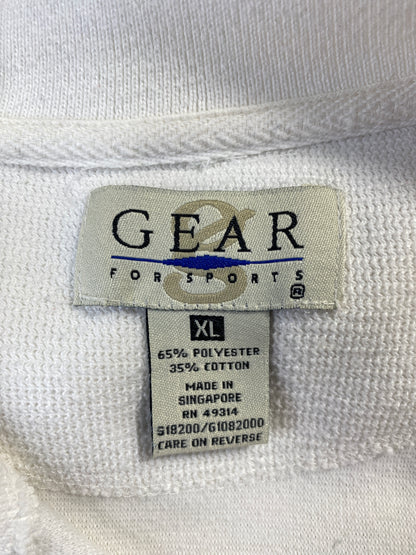 GEAR
FOR SPORTS
®
XL
65% POLYESTER
35% COTTON
MADE IN
SINGAPORE
RN 49314
S18200/G1082000
CARE ON REVERSE